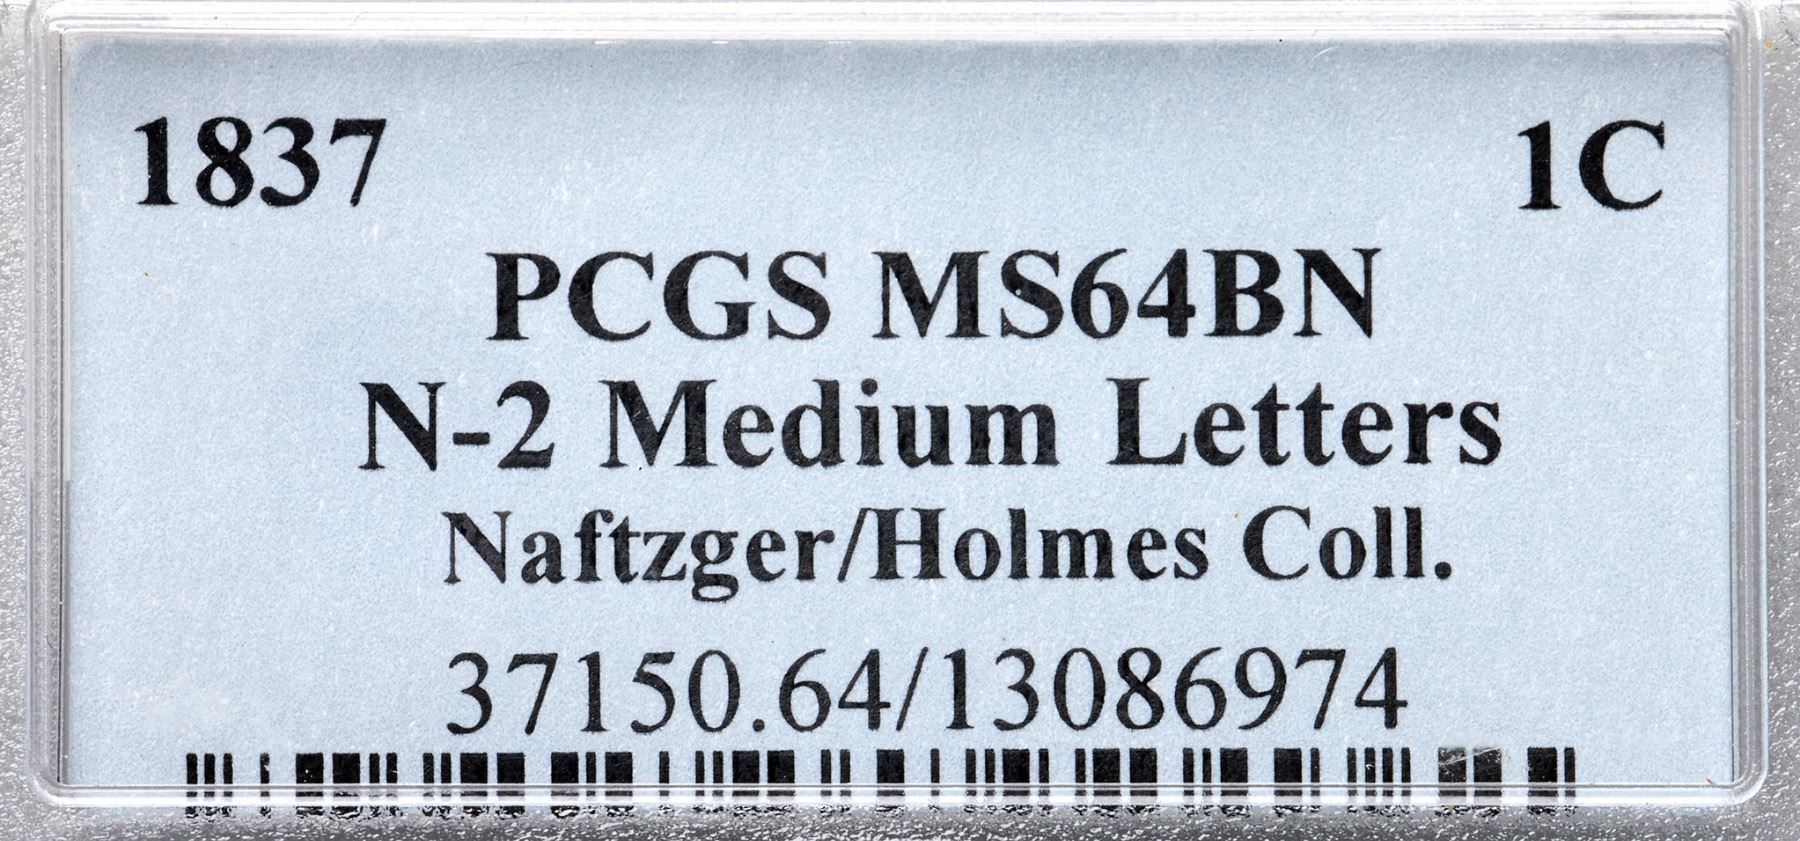 1837 1C
PCGS MS64BN
N-2 Medium Letters
Naftzger/Holmes Coll.
37150.64/13086974